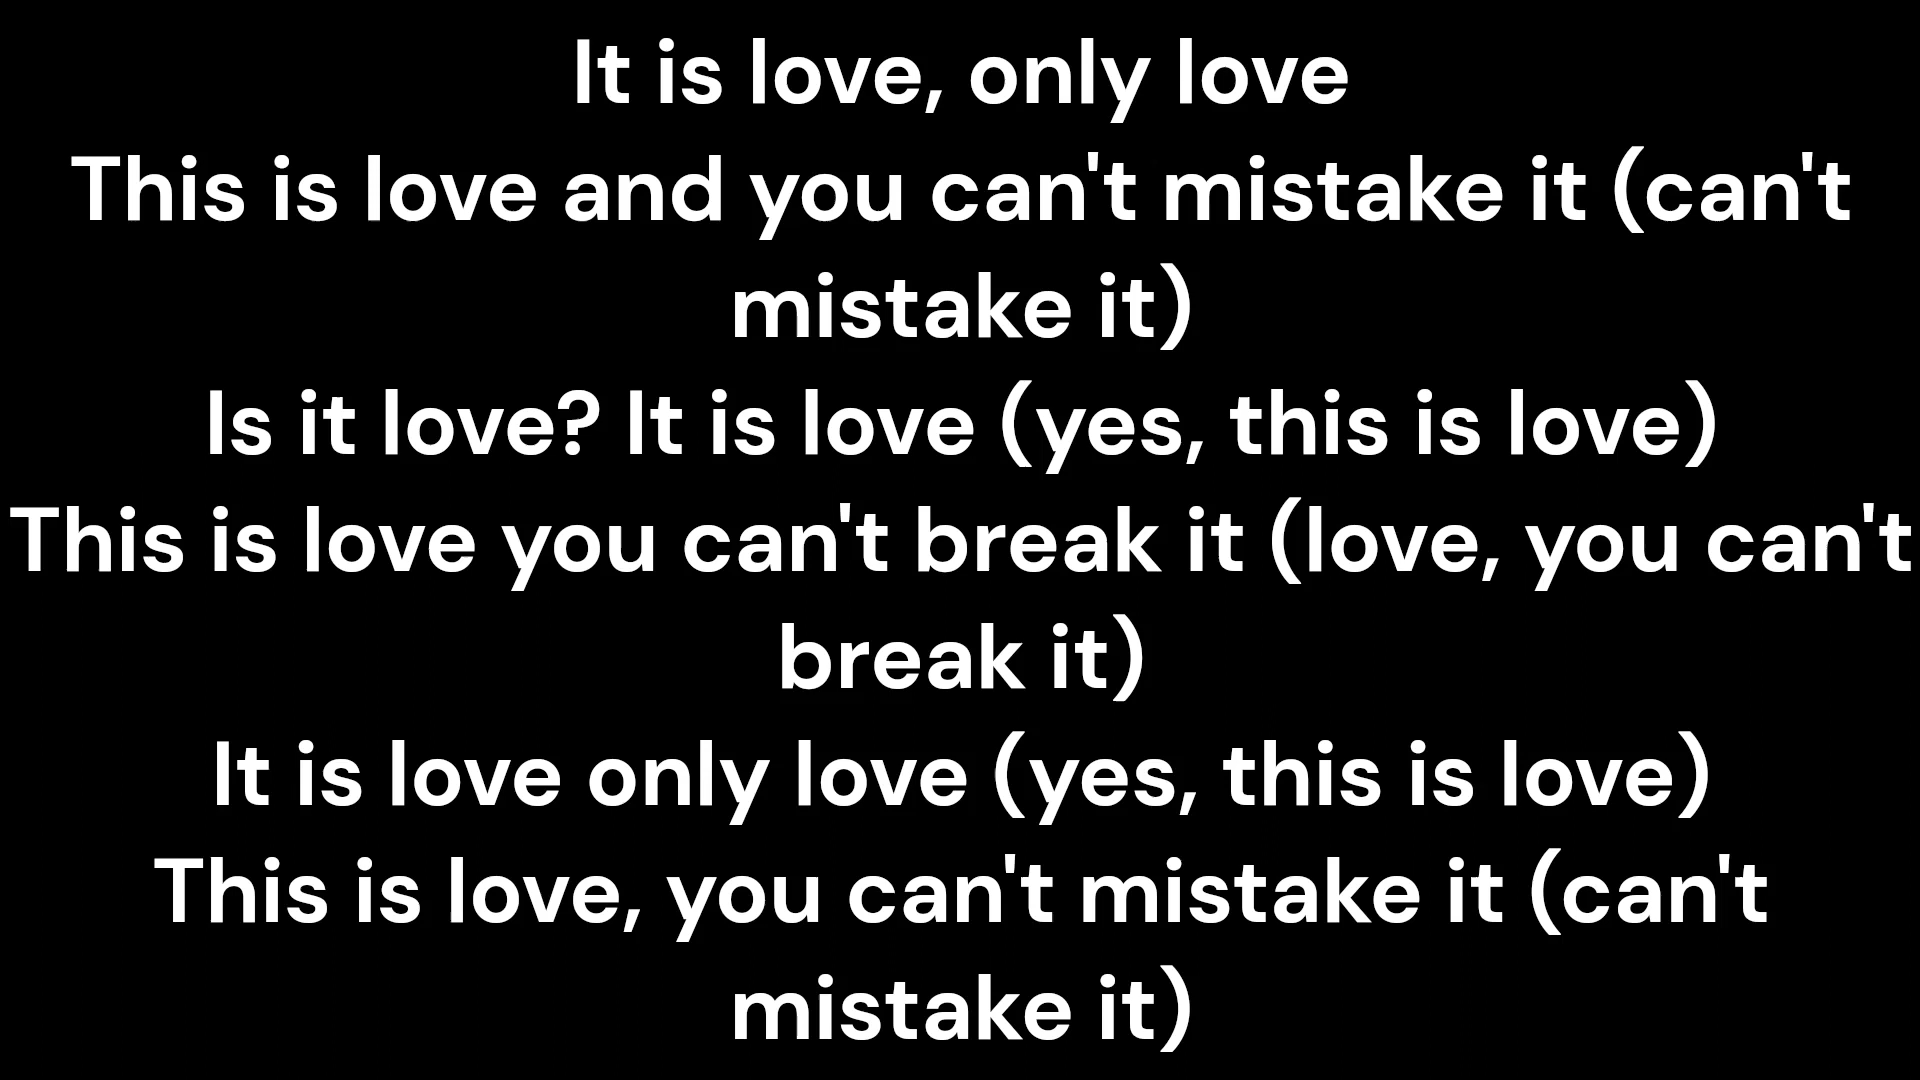 It is love, only love
This is love and you can't mistake it (can't
mistake it)
Is it love? It is love (yes, this is love)
This is love you can't break it (love, you can't
break it)
It is love only love (yes, this is love)
This is love, you can't mistake it (can't
mistake it)